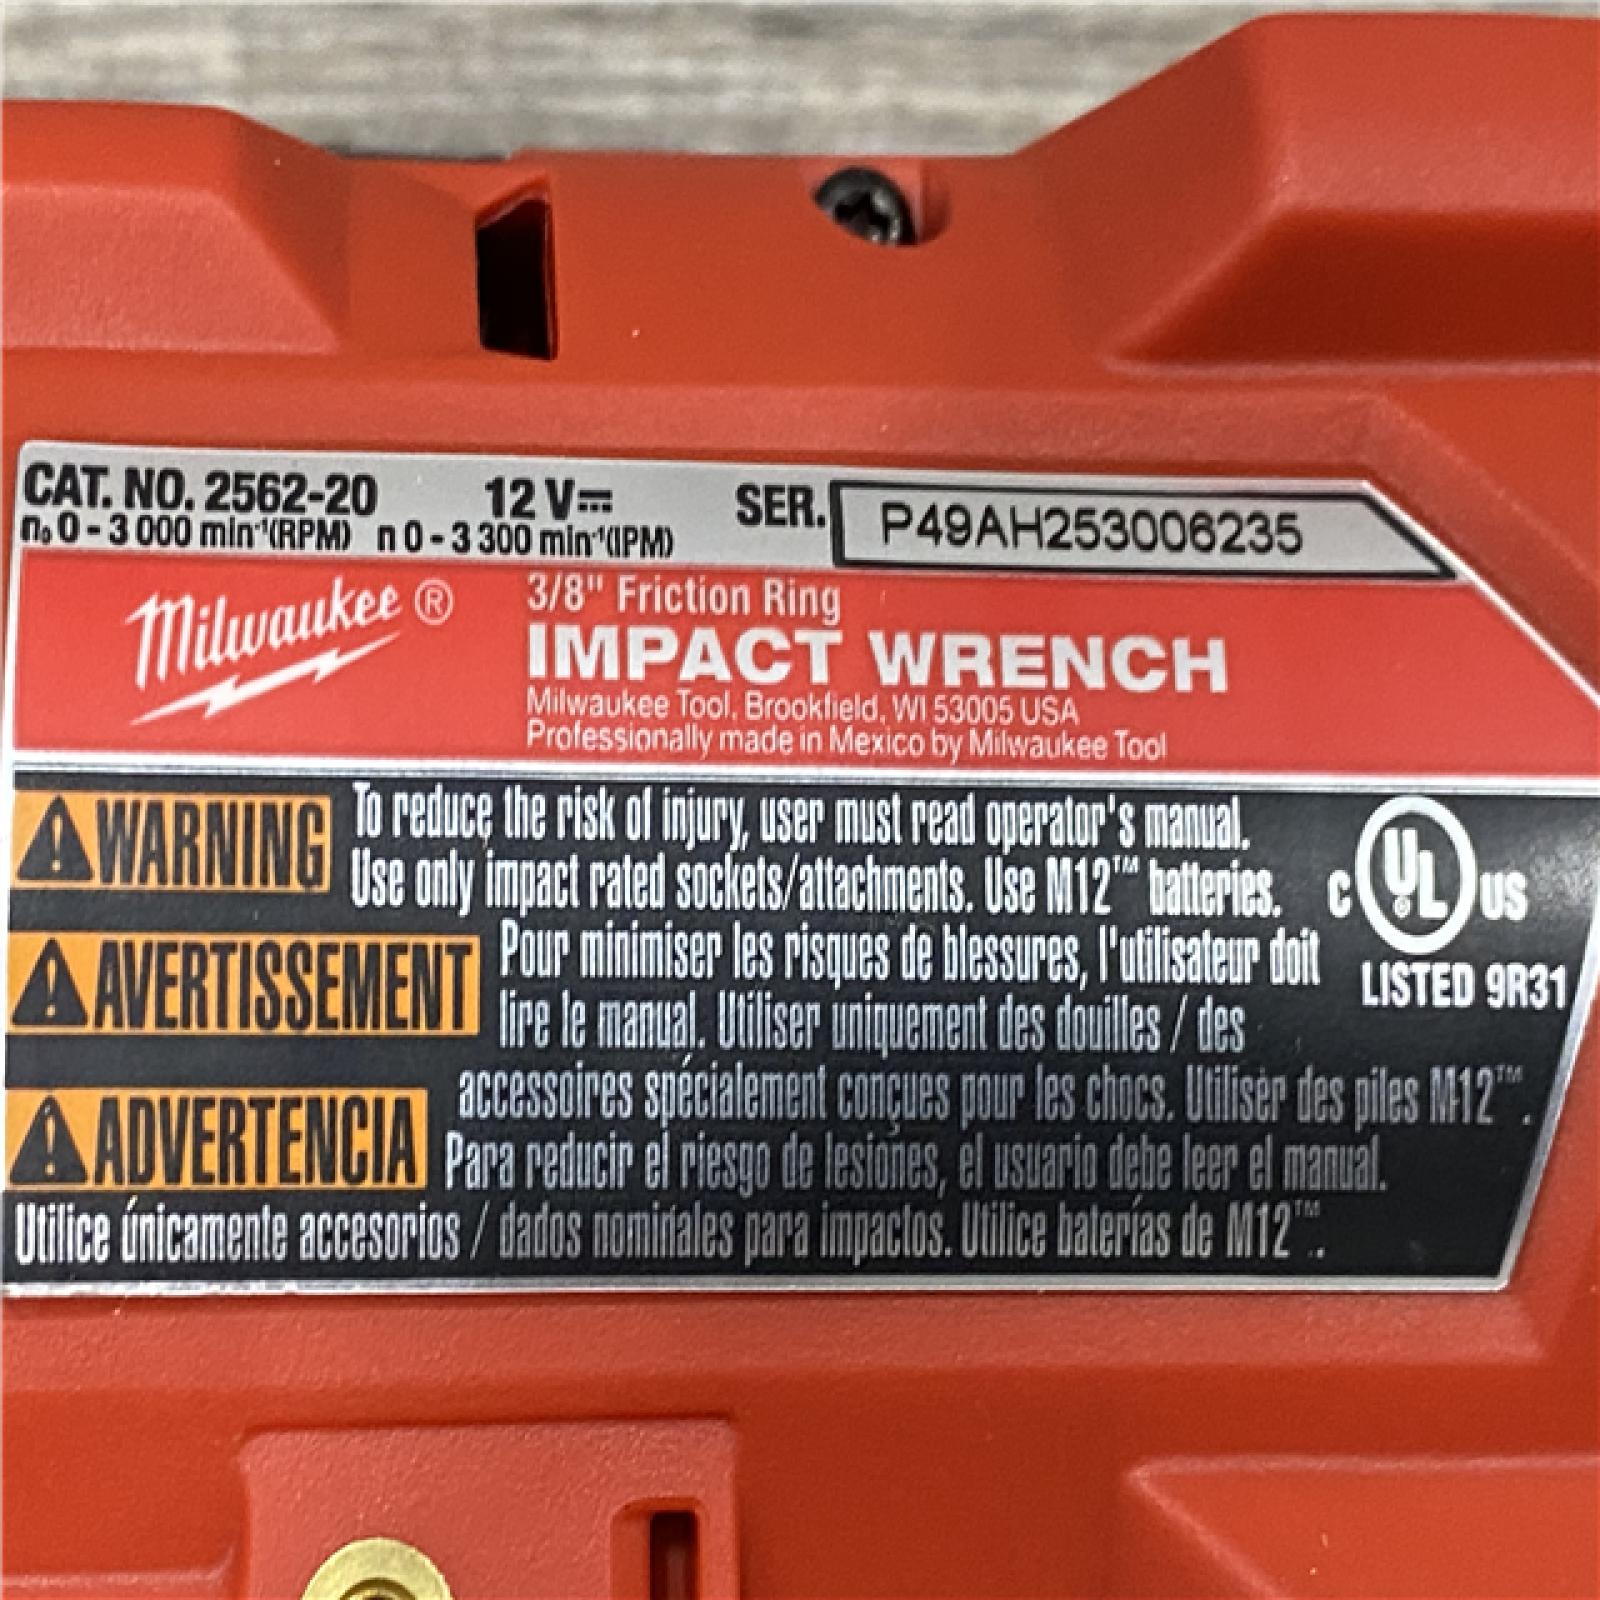 CAT. NO. 2562-20 12 V⎓ SER. P49AH253006235
n₀ 0 - 3 000 min⁻¹(RPM) n 0 - 3 300 min⁻¹(IPM)
Milwaukee®
3/8" Friction Ring
IMPACT WRENCH
Milwaukee Tool, Brookfield, WI 53005 USA
Professionally made in Mexico by Milwaukee Tool
WARNING To reduce the risk of injury, user must read operator's manual.
Use only impact rated sockets/attachments. Use M12™ batteries.
C UL® US
LISTED 9R31
AVERTISSEMENT Pour minimiser les risques de blessures, l'utilisateur doit
lire le manual. Utiliser uniquement des douilles / des
accessoires spécialement conçues pour les chocs. Utiliser des piles M12™.
ADVERTENCIA Para reducir el riesgo de lesiones, el usuario debe leer el manual.
Utilice únicamente accesorios / dados nominales para impactos. Utilice baterías de M12™.